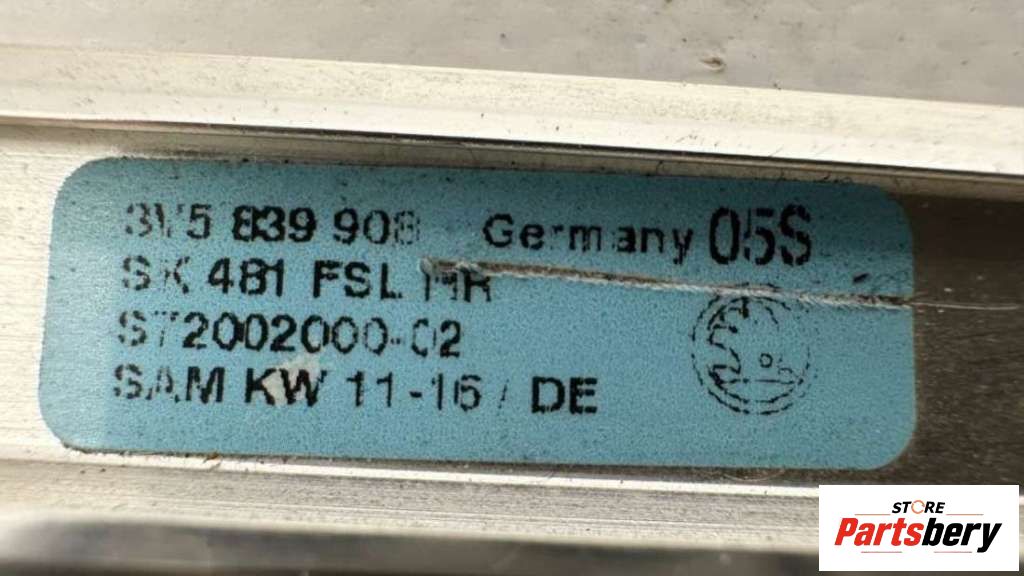 3V5 839 908 Germany 05S
SK 481 FSL HR
S72002000-02
SAM KW 11-16 / DE
STORE
Partsbery